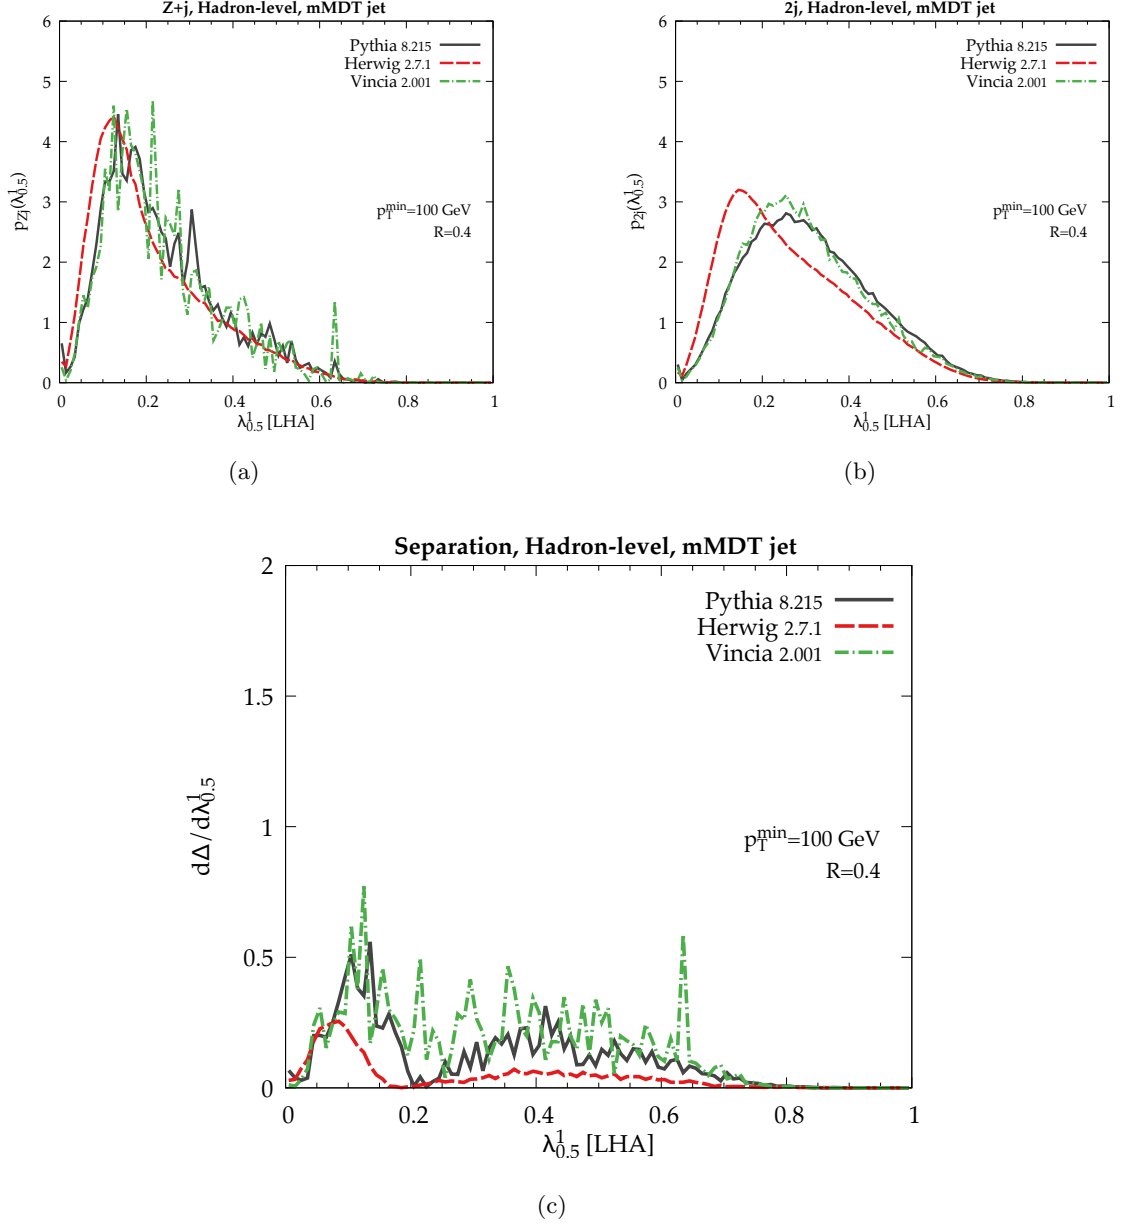 Z+j, Hadron-level, mMDT jet
6
5
4
3
2
1
0
p_Zj(λ^1_0.5)
Pythia 8.215
Herwig 2.7.1
Vincia 2.001
p_T^min=100 GeV
R=0.4
0 0.2 0.4 0.6 0.8 1
λ^1_0.5 [LHA]
(a)
2j, Hadron-level, mMDT jet
6
5
4
3
2
1
0
p_2j(λ^1_0.5)
Pythia 8.215
Herwig 2.7.1
Vincia 2.001
p_T^min=100 GeV
R=0.4
0 0.2 0.4 0.6 0.8 1
λ^1_0.5 [LHA]
(b)
Separation, Hadron-level, mMDT jet
2
1.5
1
0.5
0
dΔ/dλ^1_0.5
Pythia 8.215
Herwig 2.7.1
Vincia 2.001
p_T^min=100 GeV
R=0.4
0 0.2 0.4 0.6 0.8 1
λ^1_0.5 [LHA]
(c)